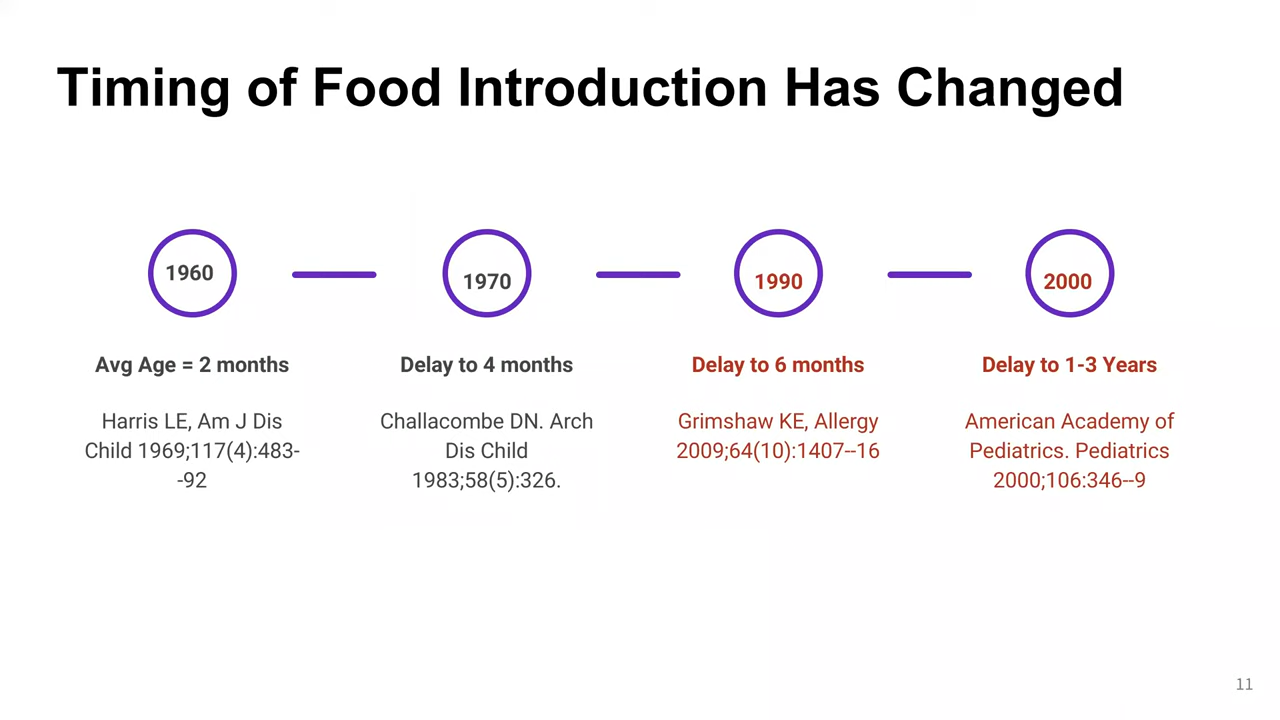 Timing of Food Introduction Has Changed
1960
1970
1990
2000
Avg Age = 2 months
Harris LE, Am J Dis
Child 1969;117(4):483-
-92
Delay to 4 months
Challacombe DN. Arch
Dis Child
1983;58(5):326.
Delay to 6 months
Grimshaw KE, Allergy
2009;64(10):1407--16
Delay to 1-3 Years
American Academy of
Pediatrics. Pediatrics
2000;106:346--9
11